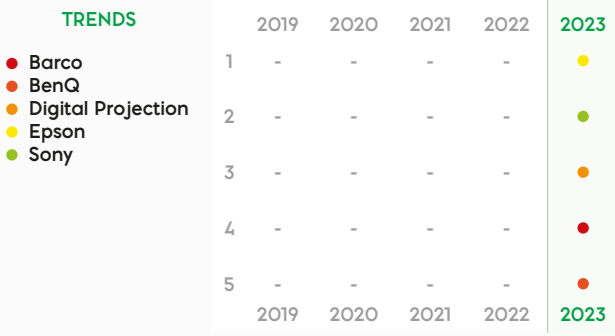 TRENDS
Barco
BenQ
Digital Projection
Epson
Sony
2019 2020 2021 2022 2023
1 - - - -
2 - - - -
3 - - - -
4 - - - -
5 - - - -
2019 2020 2021 2022 2023